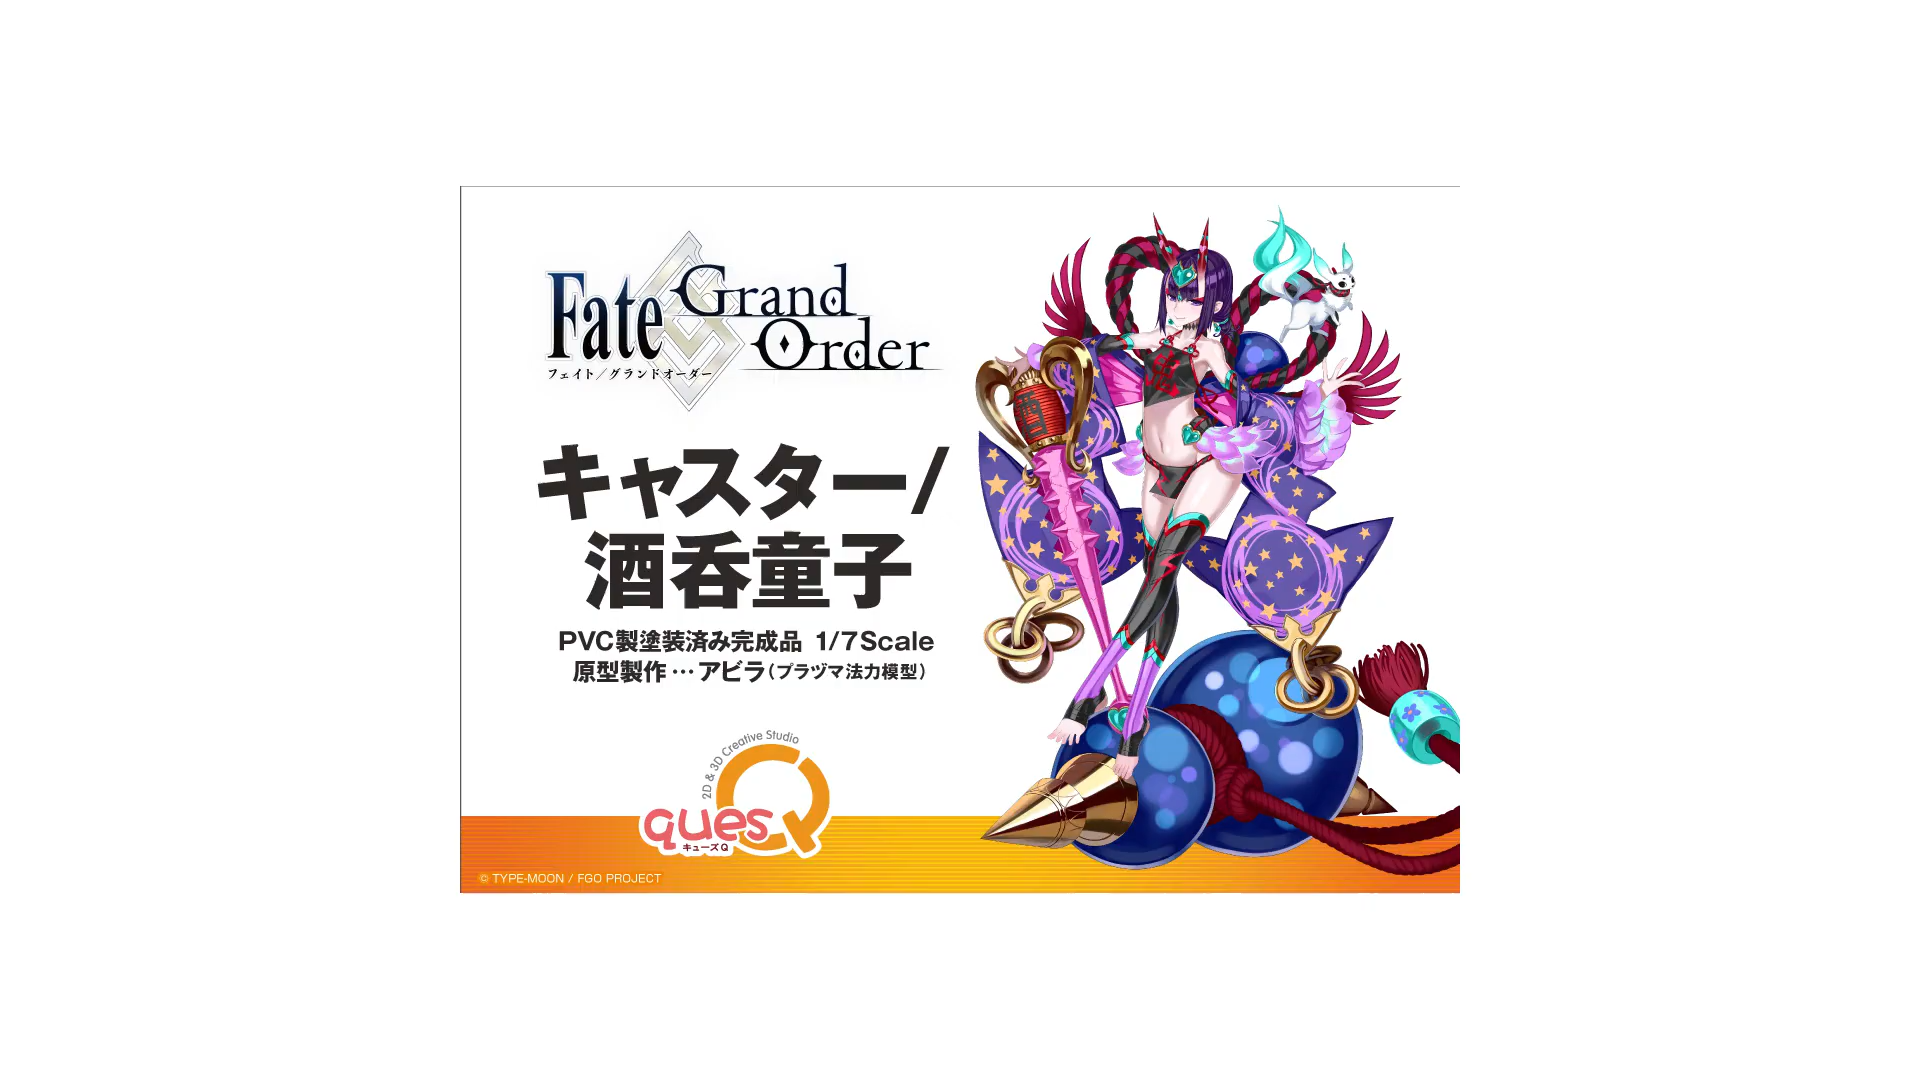 Fate
Grand
Order
フェイト/グランドオーダー
キャスター/
酒呑童子
PVC製塗装済み完成品 1/7Scale
原型製作…アビラ(プラヅマ法力模型)
2D & 3D Creative Studio
quesQ
キューズQ
© TYPE-MOON / FGO PROJECT
酒